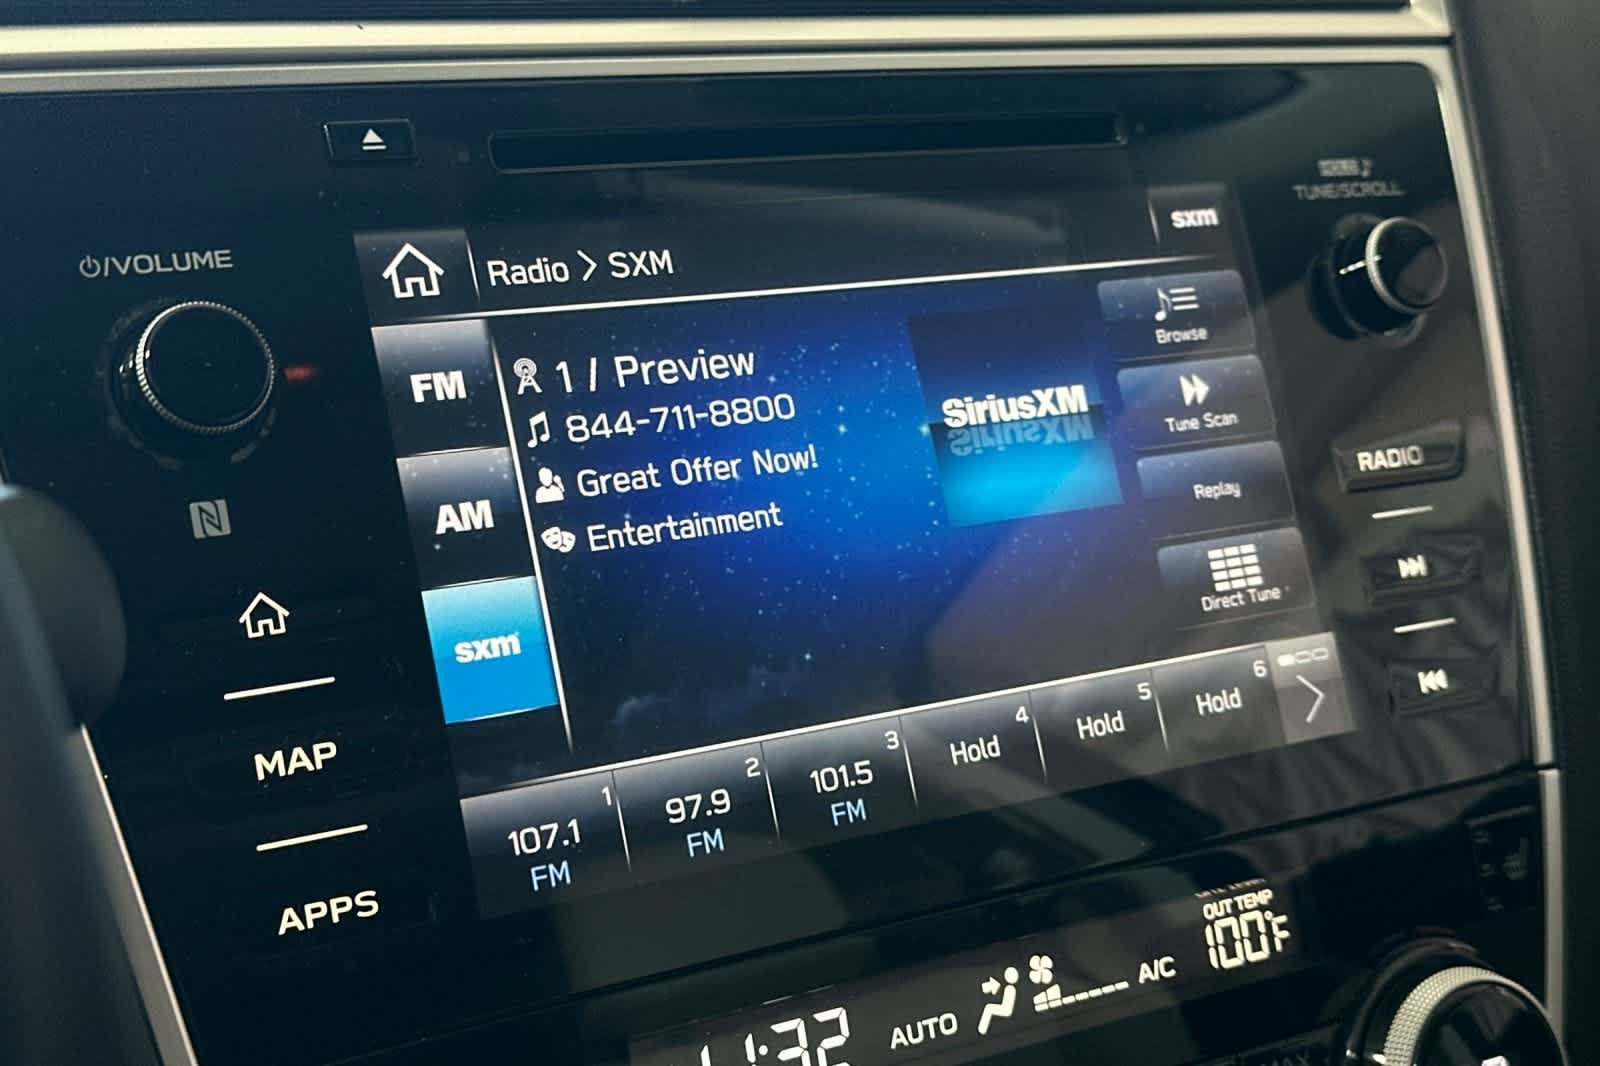 ⏻/VOLUME
TUNE/SCROLL
Radio > SXM
sxm
FM
AM
sxm
1 / Preview
844-711-8800
Great Offer Now!
Entertainment
SiriusXM
Browse
Tune Scan
Replay
Direct Tune
RADIO
MAP
APPS
1
107.1
FM
2
97.9
FM
3
101.5
FM
4
Hold
5
Hold
6
Hold
AUTO
A/C
OUT TEMP
100°F